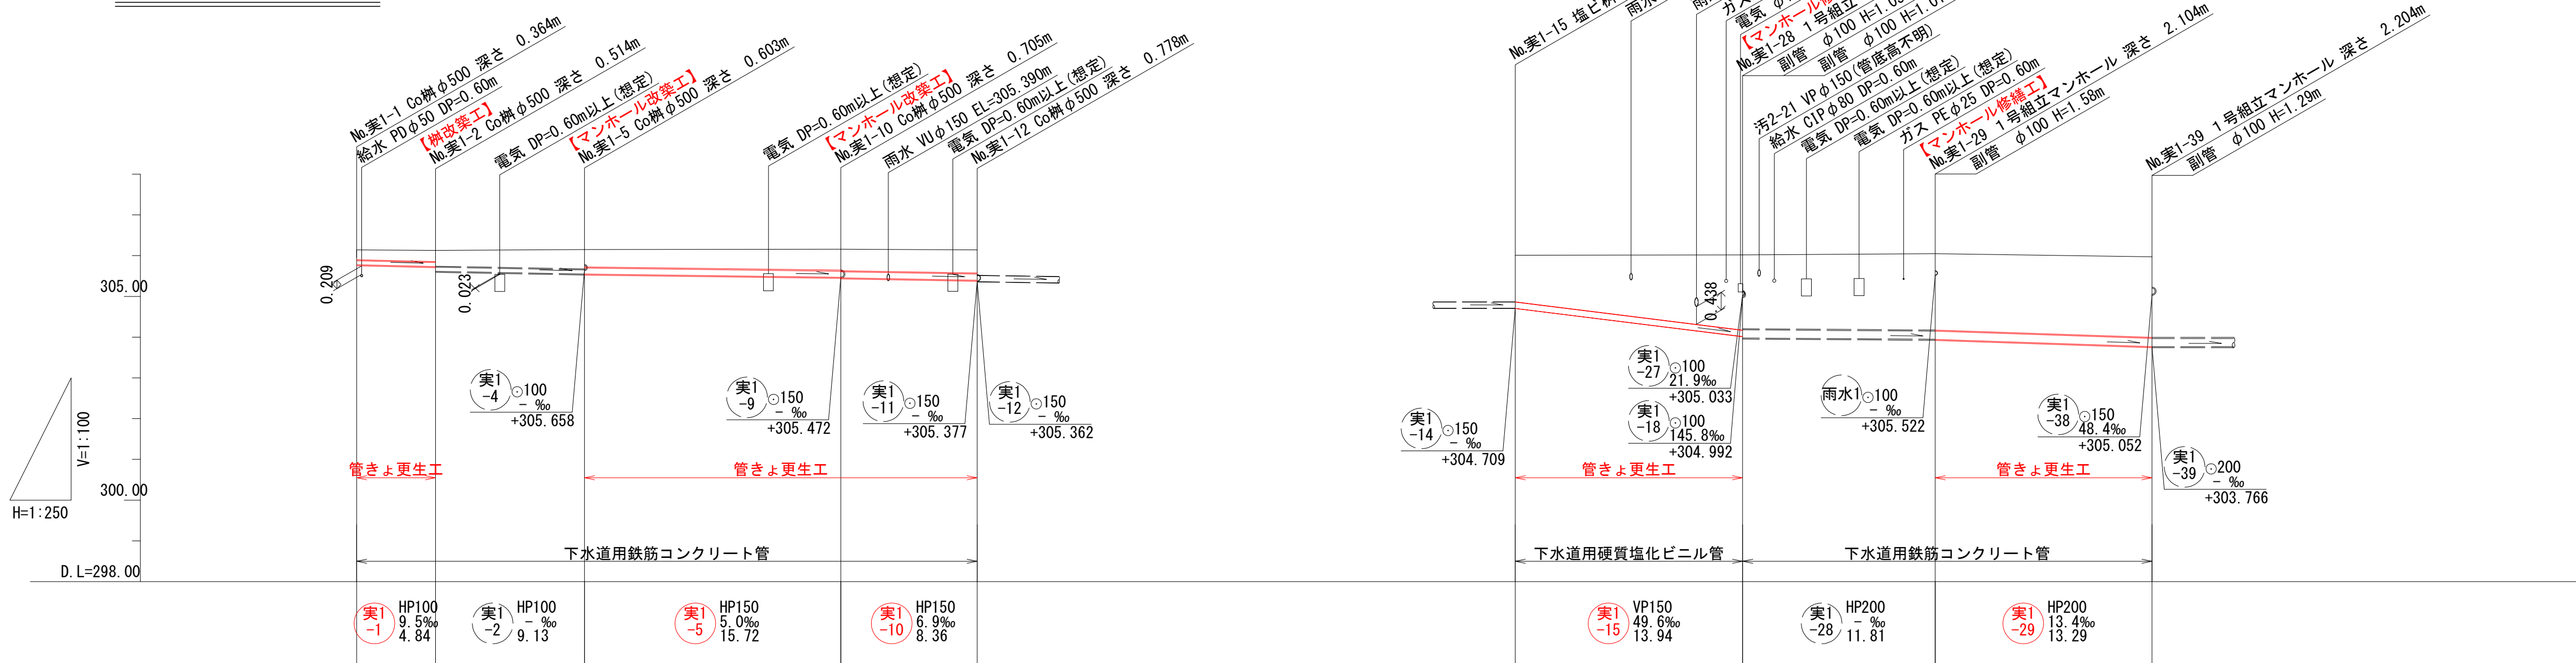 No.実1-1 Co桝φ500 深さ 0.364m
給水 PDφ50 DP=0.60m
【桝改築工】
No.実1-2 Co桝φ500 深さ 0.514m
電気 DP=0.60m以上(想定)
【マンホール改築工】
No.実1-5 Co桝φ500 深さ 0.603m
電気 DP=0.60m以上(想定)
【マンホール改築工】
No.実1-10 Co桝φ500 深さ 0.705m
雨水 VUφ150 EL=305.390m
電気 DP=0.60m以上(想定)
No.実1-12 Co桝φ500 深さ 0.778m
No.実1-15 塩ビ桝
雨水
ガス
電気
【マンホール修
No.実1-28 1号組立
副管 φ100 H=1.0
副管 φ100 H=1.0
汚2-21 VPφ150(管底高不明)
給水 CIPφ80 DP=0.60m
電気 DP=0.60m以上(想定)
電気 DP=0.60m以上(想定)
ガス PEφ25 DP=0.60m
【マンホール修繕工】
No.実1-29 1号組立マンホール 深さ 2.104m
副管 φ100 H=1.58m
No.実1-39 1号組立マンホール 深さ 2.204m
副管 φ100 H=1.29m
0.209
0.023
0.438
305.00
300.00
V=1:100
H=1:250
D.L=298.00
実1
-4
⊙100
- ‰
+305.658
実1
-9
⊙150
- ‰
+305.472
実1
-11
⊙150
- ‰
+305.377
実1
-12
⊙150
- ‰
+305.362
実1
-14
⊙150
- ‰
+304.709
実1
-27
⊙100
21.9‰
+305.033
実1
-18
⊙100
145.8‰
+304.992
雨水1
⊙100
- ‰
+305.522
実1
-38
⊙150
48.4‰
+305.052
実1
-39
⊙200
- ‰
+303.766
管きょ更生工
管きょ更生工
管きょ更生工
管きょ更生工
下水道用鉄筋コンクリート管
下水道用硬質塩化ビニル管
下水道用鉄筋コンクリート管
実1
-1
HP100
9.5‰
4.84
実1
-2
HP100
- ‰
9.13
実1
-5
HP150
5.0‰
15.72
実1
-10
HP150
6.9‰
8.36
実1
-15
VP150
49.6‰
13.94
実1
-28
HP200
- ‰
11.81
実1
-29
HP200
13.4‰
13.29